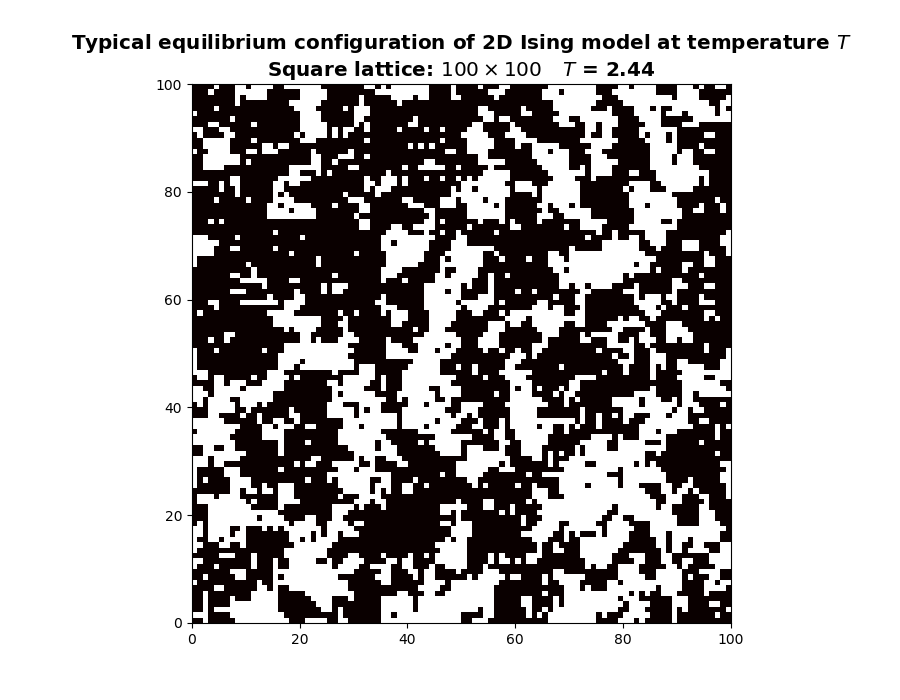 Typical equilibrium configuration of 2D Ising model at temperature T
Square lattice: 100 × 100 T = 2.44
100
80
60
40
20
0
0 20 40 60 80 100